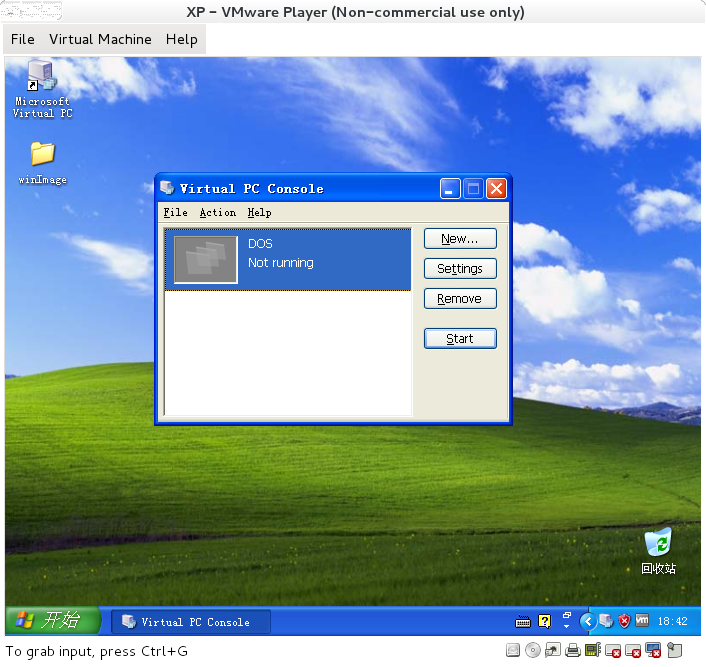 XP - VMware Player (Non-commercial use only)
File Virtual Machine Help
Microsoft
Virtual PC
winImage
Virtual PC Console
File Action Help
DOS
Not running
New...
Settings
Remove
Start
回收站
开始
Virtual PC Console
18:42
To grab input, press Ctrl+G